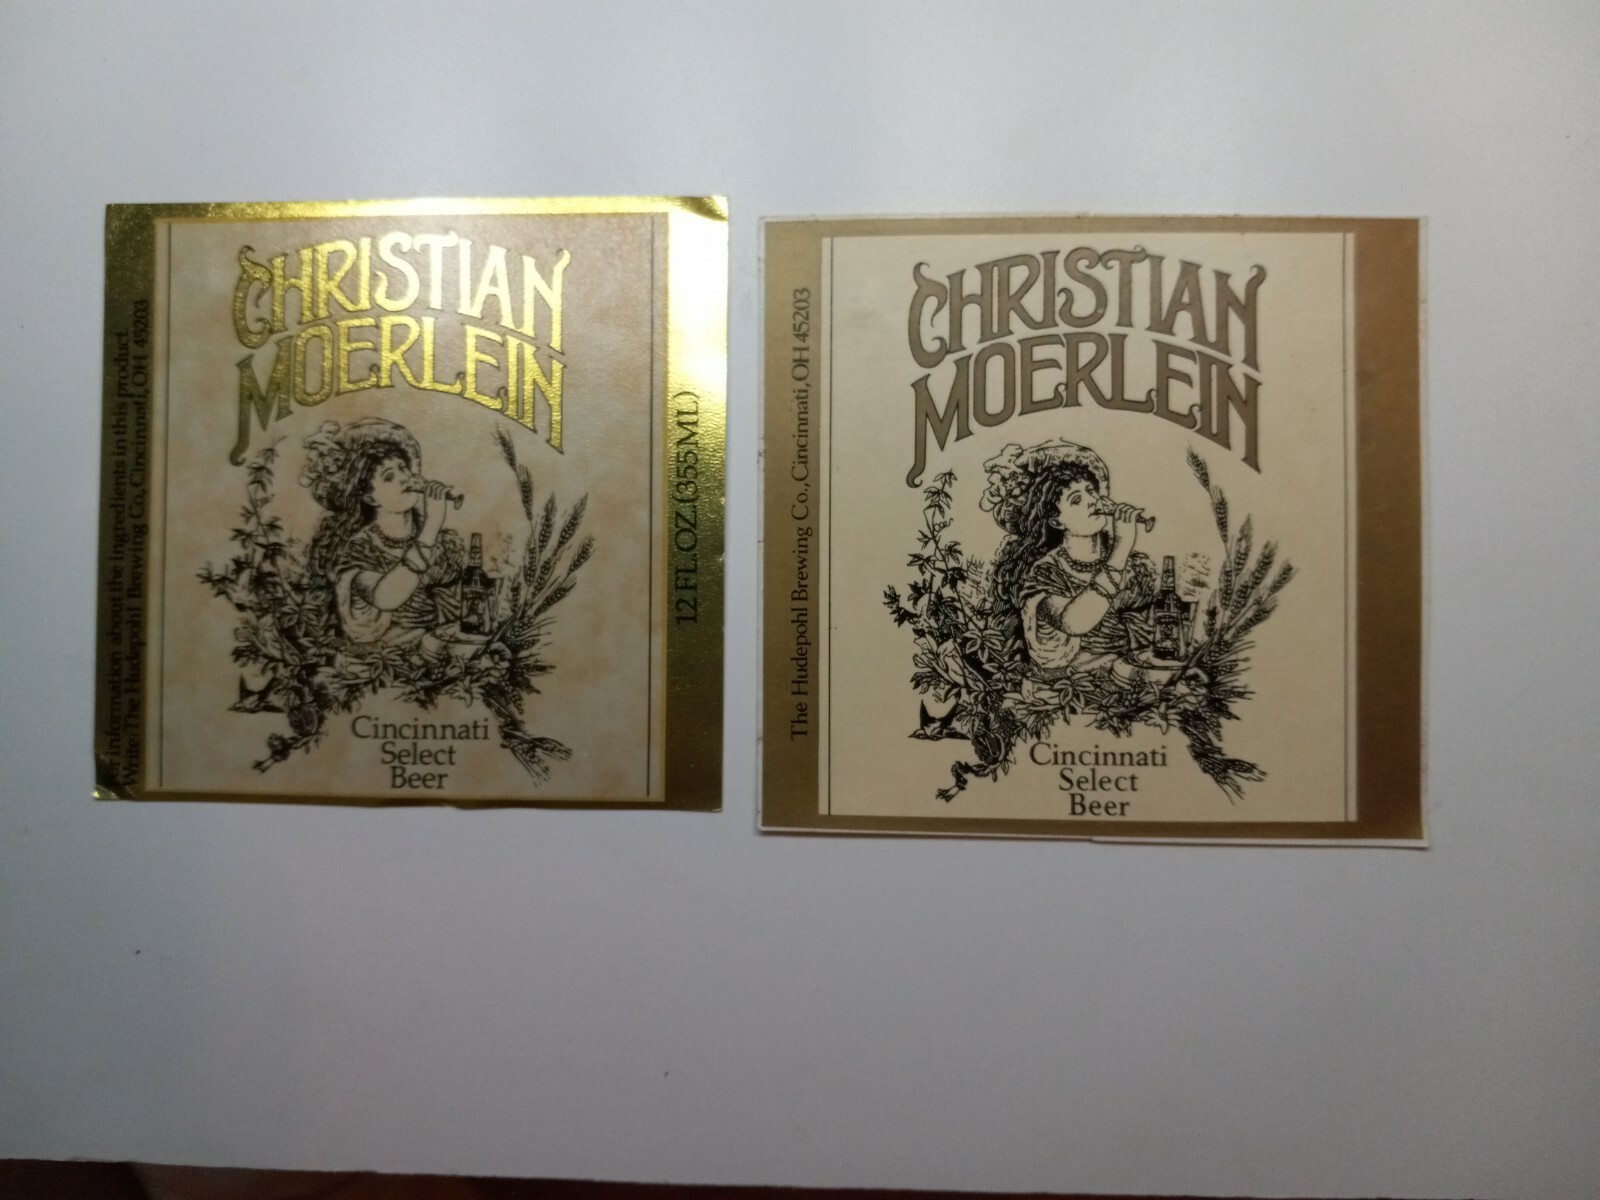 CHRISTIAN
MOERLEIN
Cincinnati
Select
Beer
For information about the ingredients in this product
Write: The Hudepohl Brewing Co., Cincinnati, OH 45203
12 FL.OZ.(355ML)
CHRISTIAN
MOERLEIN
Cincinnati
Select
Beer
The Hudepohl Brewing Co., Cincinnati, OH 45203